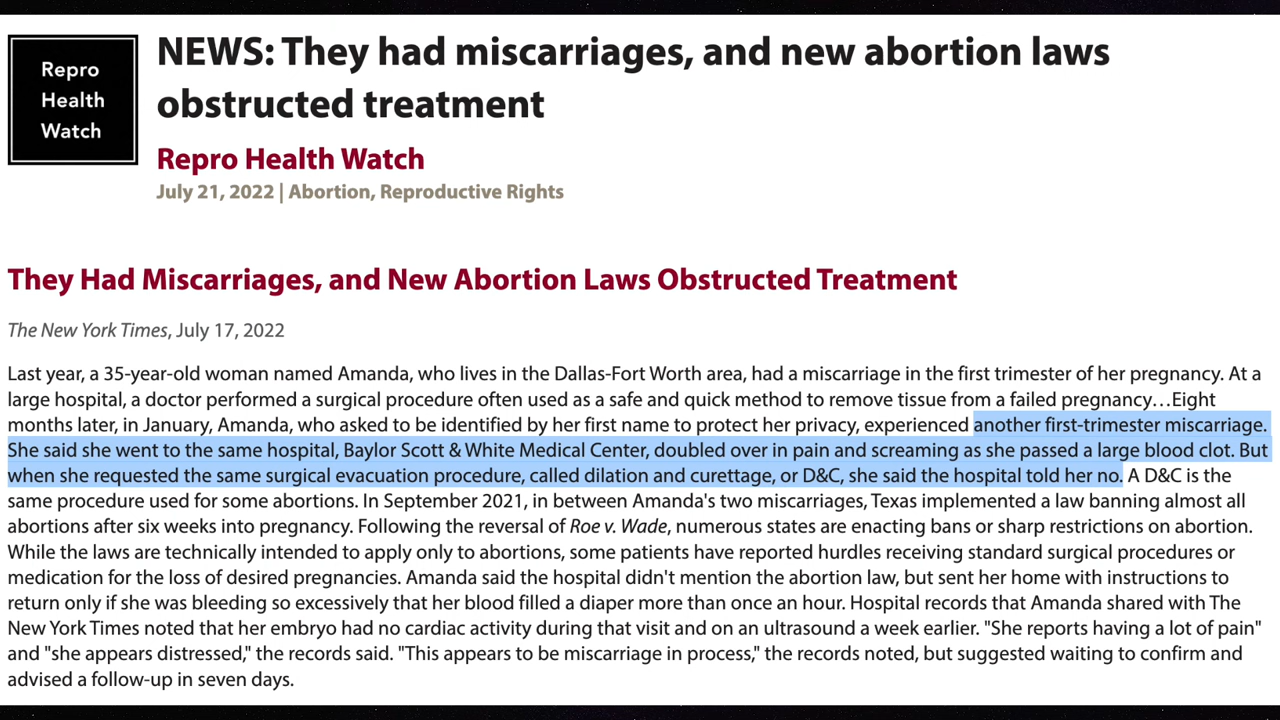 Repro
Health
Watch
NEWS: They had miscarriages, and new abortion laws
obstructed treatment
Repro Health Watch
July 21, 2022 | Abortion, Reproductive Rights
They Had Miscarriages, and New Abortion Laws Obstructed Treatment
The New York Times, July 17, 2022
Last year, a 35-year-old woman named Amanda, who lives in the Dallas-Fort Worth area, had a miscarriage in the first trimester of her pregnancy. At a
large hospital, a doctor performed a surgical procedure often used as a safe and quick method to remove tissue from a failed pregnancy…Eight
months later, in January, Amanda, who asked to be identified by her first name to protect her privacy, experienced another first-trimester miscarriage.
She said she went to the same hospital, Baylor Scott & White Medical Center, doubled over in pain and screaming as she passed a large blood clot. But
when she requested the same surgical evacuation procedure, called dilation and curettage, or D&C, she said the hospital told her no. A D&C is the
same procedure used for some abortions. In September 2021, in between Amanda's two miscarriages, Texas implemented a law banning almost all
abortions after six weeks into pregnancy. Following the reversal of Roe v. Wade, numerous states are enacting bans or sharp restrictions on abortion.
While the laws are technically intended to apply only to abortions, some patients have reported hurdles receiving standard surgical procedures or
medication for the loss of desired pregnancies. Amanda said the hospital didn't mention the abortion law, but sent her home with instructions to
return only if she was bleeding so excessively that her blood filled a diaper more than once an hour. Hospital records that Amanda shared with The
New York Times noted that her embryo had no cardiac activity during that visit and on an ultrasound a week earlier. "She reports having a lot of pain"
and "she appears distressed," the records said. "This appears to be miscarriage in process," the records noted, but suggested waiting to confirm and
advised a follow-up in seven days.